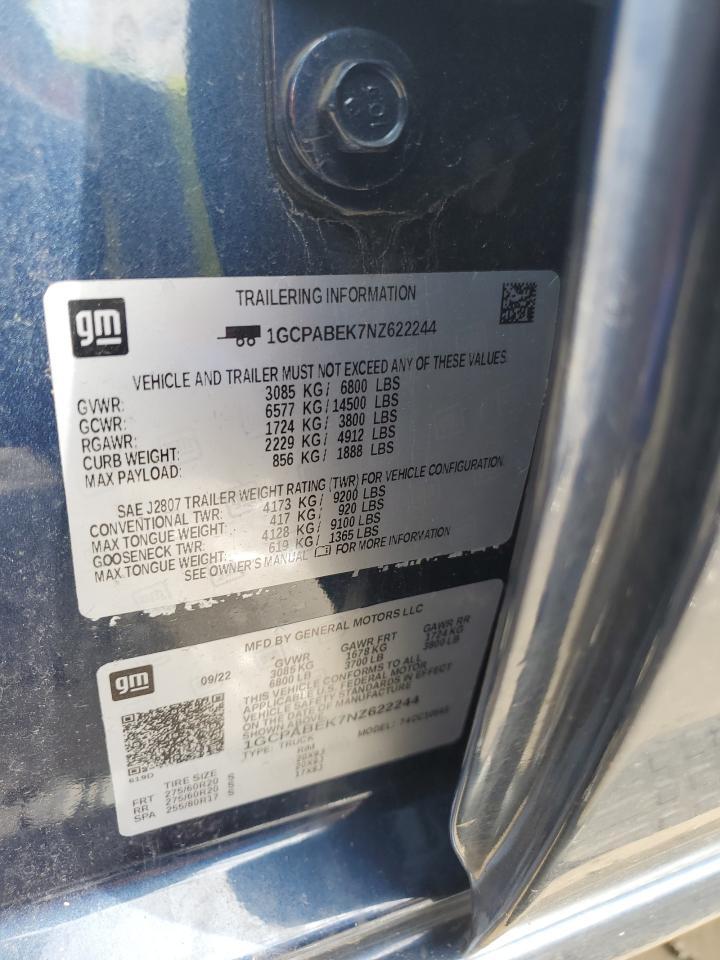 gm
TRAILERING INFORMATION
1GCPABEK7NZ622244
VEHICLE AND TRAILER MUST NOT EXCEED ANY OF THESE VALUES.
GVWR: 3085 KG / 6800 LBS
GCWR: 6577 KG / 14500 LBS
RGAWR: 1724 KG / 3800 LBS
CURB WEIGHT: 2229 KG / 4912 LBS
MAX PAYLOAD: 856 KG / 1888 LBS
SAE J2807 TRAILER WEIGHT RATING (TWR) FOR VEHICLE CONFIGURATION.
CONVENTIONAL TWR: 4173 KG / 9200 LBS
MAX TONGUE WEIGHT: 417 KG / 920 LBS
GOOSENECK TWR: 4128 KG / 9100 LBS
MAX TONGUE WEIGHT: 619 KG / 1365 LBS
SEE OWNER'S MANUAL FOR MORE INFORMATION
gm
MFD BY GENERAL MOTORS LLC
09/22
GVWR GAWR FRT GAWR RR
3085 KG 1678 KG 1724 KG
6800 LB 3700 LB 3800 LB
THIS VEHICLE CONFORMS TO ALL
APPLICABLE U.S. FEDERAL MOTOR
VEHICLE SAFETY STANDARDS IN EFFECT
ON THE DATE OF MANUFACTURE
SHOWN ABOVE.
1GCPABEK7NZ622244
TYPE: TRUCK MODEL:
619D
TIRE SIZE RIM
FRT 275/60R20 S 20X9J
RR 275/60R20 S 20X9J
SPA 255/80R17 S 17X8J